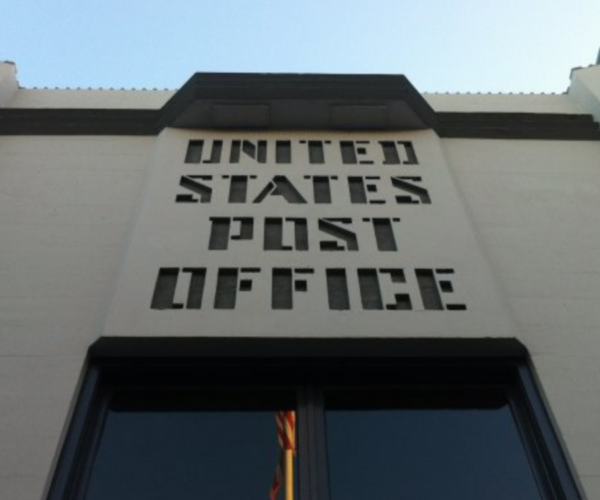 UNITED
STATES
POST
OFFICE